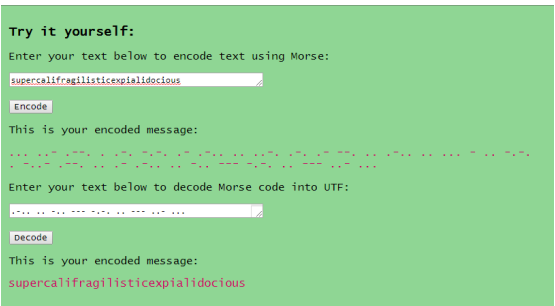 Try it yourself:
Enter your text below to encode text using Morse:
supercalifragilisticexpialidocious
Encode
This is your encoded message:
... ..- .--. . .-. -.-. .- .-.. .. ..-. .-. .- --. .. .-.. .. ... - .. -.-.
. -..- .--. .. .- .-.. .. -.. --- -.-. .. --- ..- ...
Enter your text below to decode Morse code into UTF:
.-.. .. -.. --- -.-. .. --- ..- ...
Decode
This is your encoded message:
supercalifragilisticexpialidocious